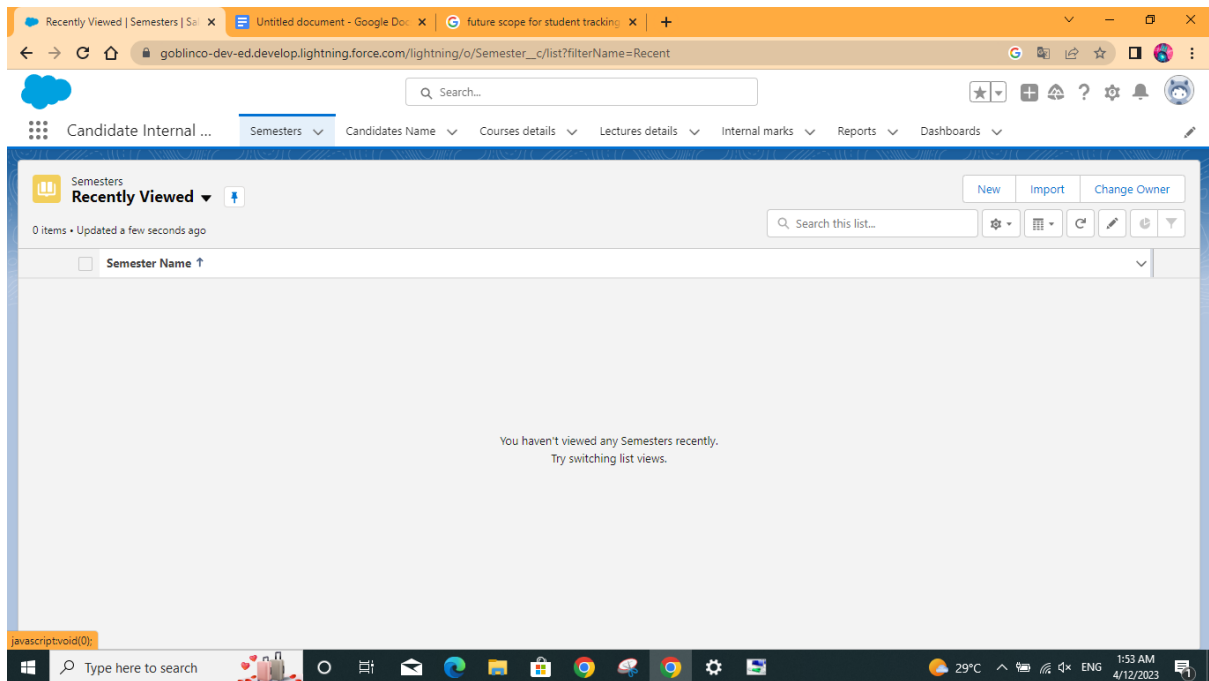 Recently Viewed | Semesters | Sal
Untitled document - Google Doc
future scope for student tracking
goblinco-dev-ed.develop.lightning.force.com/lightning/o/Semester__c/list?filterName=Recent
Search...
Candidate Internal ...
Semesters
Candidates Name
Courses details
Lectures details
Internal marks
Reports
Dashboards
Semesters
Recently Viewed
New
Import
Change Owner
0 items • Updated a few seconds ago
Search this list...
Semester Name ↑
You haven't viewed any Semesters recently.
Try switching list views.
javascript:void(0);
Type here to search
29°C
ENG
1:53 AM
4/12/2023
1